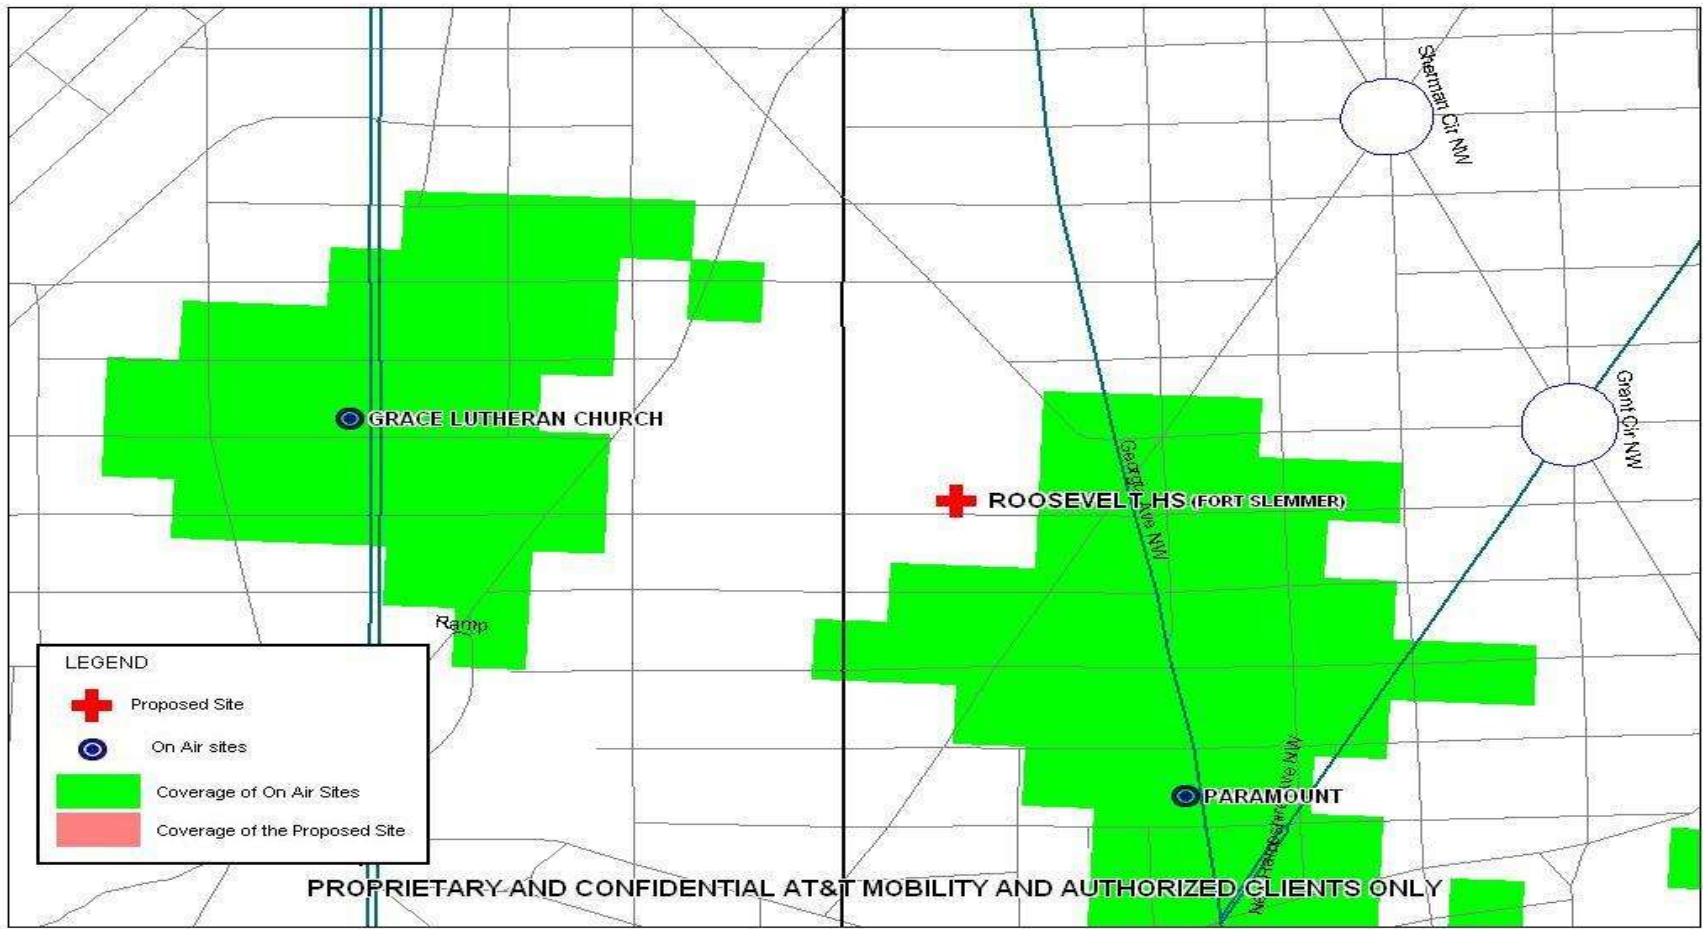 Sherman Cir NW
Grant Cir NW
GRACE LUTHERAN CHURCH
Georgia Ave NW
ROOSEVELT HS (FORT SLEMMER)
Ramp
LEGEND
Proposed Site
On Air sites
Coverage of On Air Sites
Coverage of the Proposed Site
PARAMOUNT
New Hampshire Ave NW
PROPRIETARY AND CONFIDENTIAL AT&T MOBILITY AND AUTHORIZED CLIENTS ONLY